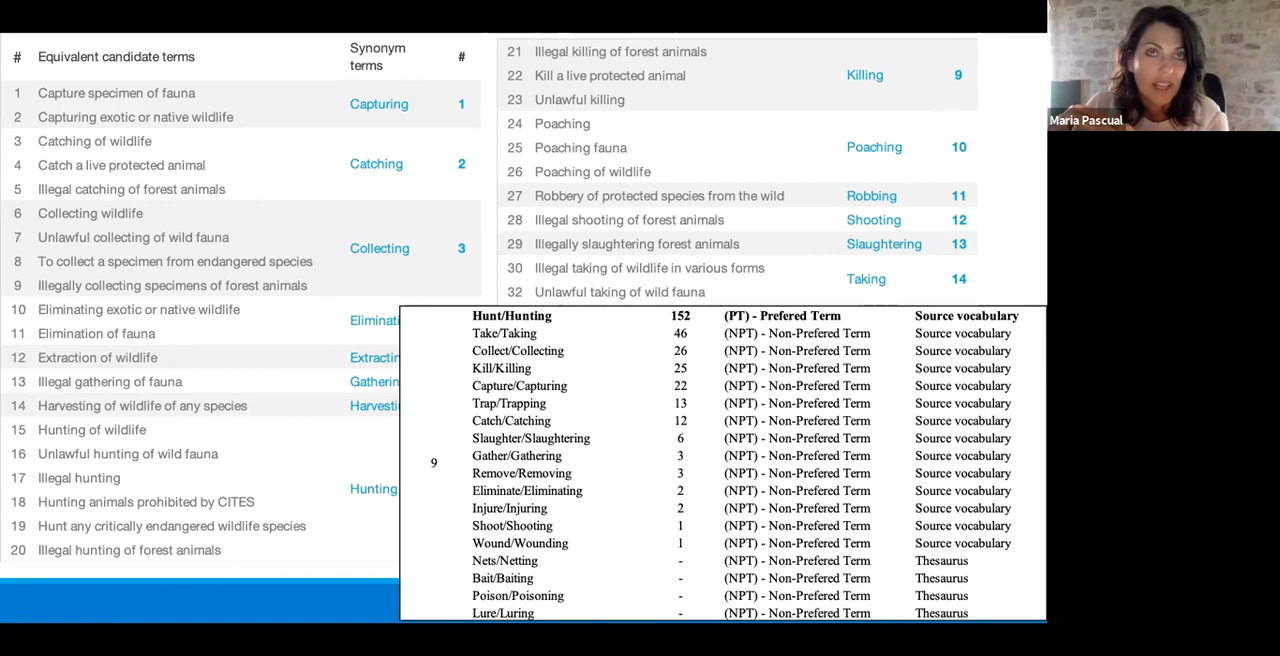 # Equivalent candidate terms Synonym terms #
1 Capture specimen of fauna
Capturing 1
2 Capturing exotic or native wildlife
3 Catching of wildlife
4 Catch a live protected animal
Catching 2
5 Illegal catching of forest animals
6 Collecting wildlife
7 Unlawful collecting of wild fauna
Collecting 3
8 To collect a specimen from endangered species
9 Illegally collecting specimens of forest animals
10 Eliminating exotic or native wildlife
Eliminati
11 Elimination of fauna
12 Extraction of wildlife Extractin
13 Illegal gathering of fauna Gatherin
14 Harvesting of wildlife of any species Harvesti
15 Hunting of wildlife
16 Unlawful hunting of wild fauna
17 Illegal hunting
Hunting
18 Hunting animals prohibited by CITES
19 Hunt any critically endangered wildlife species
20 Illegal hunting of forest animals
21 Illegal killing of forest animals
22 Kill a live protected animal Killing 9
23 Unlawful killing
24 Poaching
25 Poaching fauna Poaching 10
26 Poaching of wildlife
27 Robbery of protected species from the wild Robbing 11
28 Illegal shooting of forest animals Shooting 12
29 Illegally slaughtering forest animals Slaughtering 13
30 Illegal taking of wildlife in various forms
Taking 14
32 Unlawful taking of wild fauna
Hunt/Hunting 152 (PT) - Prefered Term Source vocabulary
Take/Taking 46 (NPT) - Non-Prefered Term Source vocabulary
Collect/Collecting 26 (NPT) - Non-Prefered Term Source vocabulary
Kill/Killing 25 (NPT) - Non-Prefered Term Source vocabulary
Capture/Capturing 22 (NPT) - Non-Prefered Term Source vocabulary
Trap/Trapping 13 (NPT) - Non-Prefered Term Source vocabulary
Catch/Catching 12 (NPT) - Non-Prefered Term Source vocabulary
Slaughter/Slaughtering 6 (NPT) - Non-Prefered Term Source vocabulary
Gather/Gathering 3 (NPT) - Non-Prefered Term Source vocabulary
9
Remove/Removing 3 (NPT) - Non-Prefered Term Source vocabulary
Eliminate/Eliminating 2 (NPT) - Non-Prefered Term Source vocabulary
Injure/Injuring 2 (NPT) - Non-Prefered Term Source vocabulary
Shoot/Shooting 1 (NPT) - Non-Prefered Term Source vocabulary
Wound/Wounding 1 (NPT) - Non-Prefered Term Source vocabulary
Nets/Netting - (NPT) - Non-Prefered Term Thesaurus
Bait/Baiting - (NPT) - Non-Prefered Term Thesaurus
Poison/Poisoning - (NPT) - Non-Prefered Term Thesaurus
Lure/Luring - (NPT) - Non-Prefered Term Thesaurus
Maria Pascual